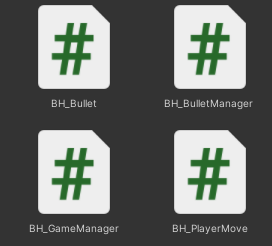 #
#
BH_Bullet
BH_BulletManager
#
#
BH_GameManager
BH_PlayerMove